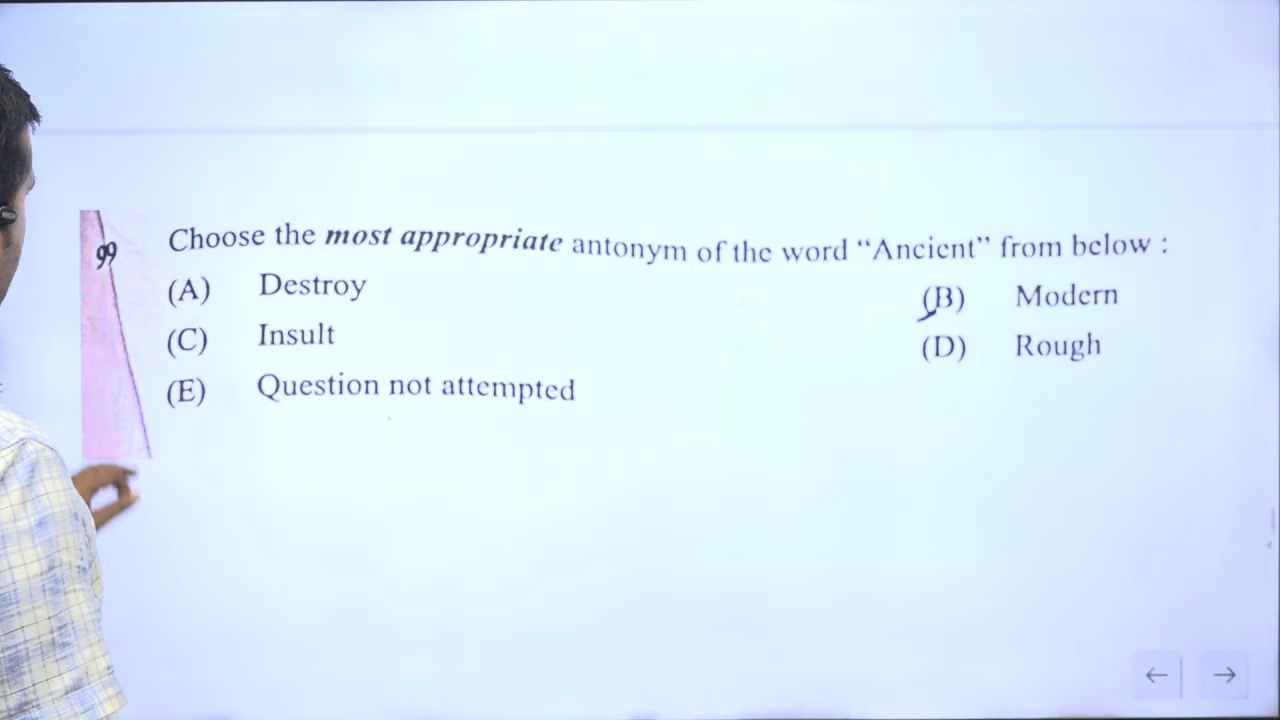 99 Choose the most appropriate antonym of the word “Ancient” from below :
(A) Destroy (B) Modern
(C) Insult (D) Rough
(E) Question not attempted